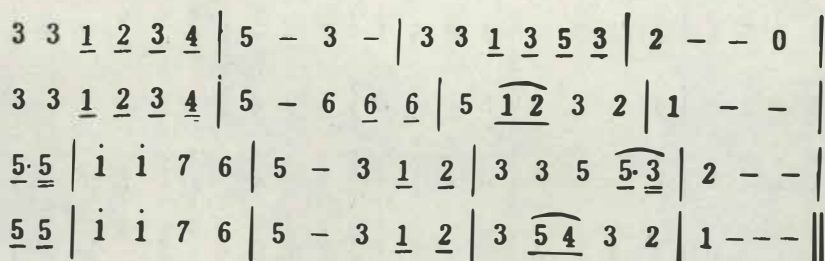 3 3 1̲ 2̲ 3̲ 4̲ | 5 – 3 – | 3 3 1̲ 3̲ 5̲ 3̲ | 2 – – 0 |
3 3 1̲ 2̲ 3̲ 4̲ | 5 – 6 6̲ 6̲ | 5 1̲ 2̲ 3 2 | 1 – – |
5̲· 5̳ | i i 7 6 | 5 – 3 1̲ 2̲ | 3 3 5 5̲· 3̳ | 2 – – |
5̲ 5̲ | i i 7 6 | 5 – 3 1̲ 2̲ | 3 5̲ 4̲ 3 2 | 1 – – – ||